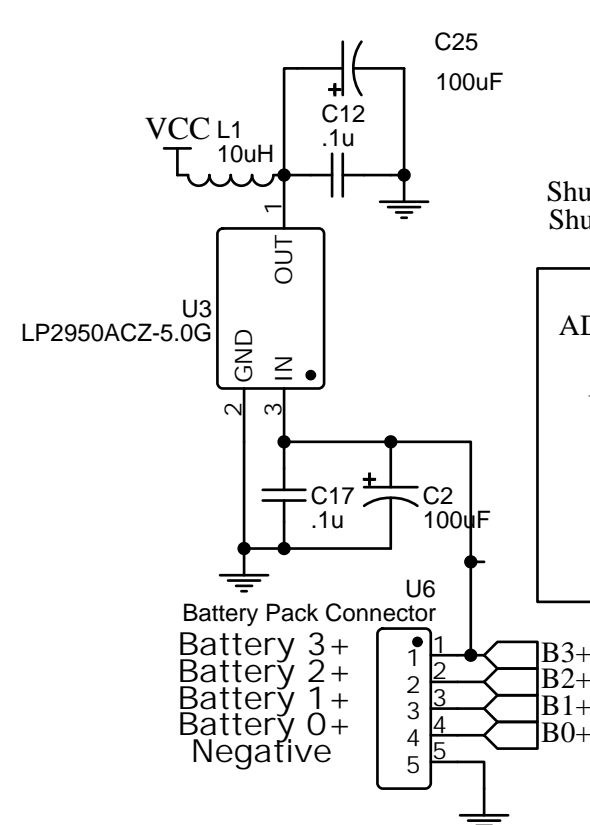 C25
100uF
C12
.1u
VCC L1
10uH
Shu
Shu
1
OUT
U3
LP2950ACZ-5.0G
GND
IN
2
3
AD
C17
.1u
C2
100uF
U6
Battery Pack Connector
Battery 3+
Battery 2+
Battery 1+
Battery 0+
Negative
1 1 B3+
2 2 B2+
3 3 B1+
4 4 B0+
5 5